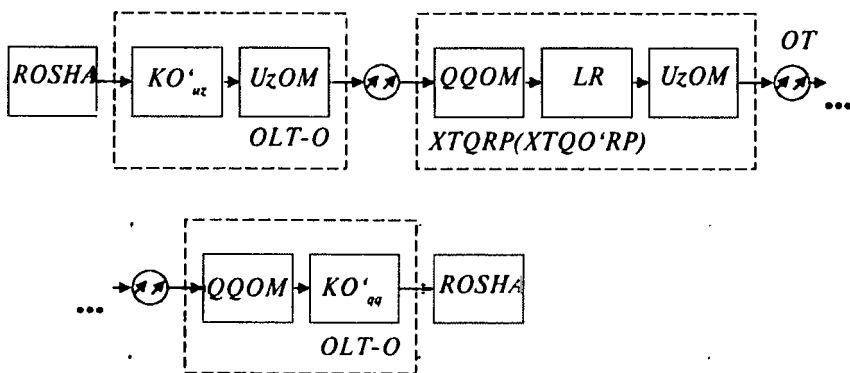 OT
ROSHA KO‘uz UzOM QQOM LR UzOM
...
OLT-O XTQRP(XTQO‘RP)
QQOM KO‘qq ROSHA
...
OLT-O